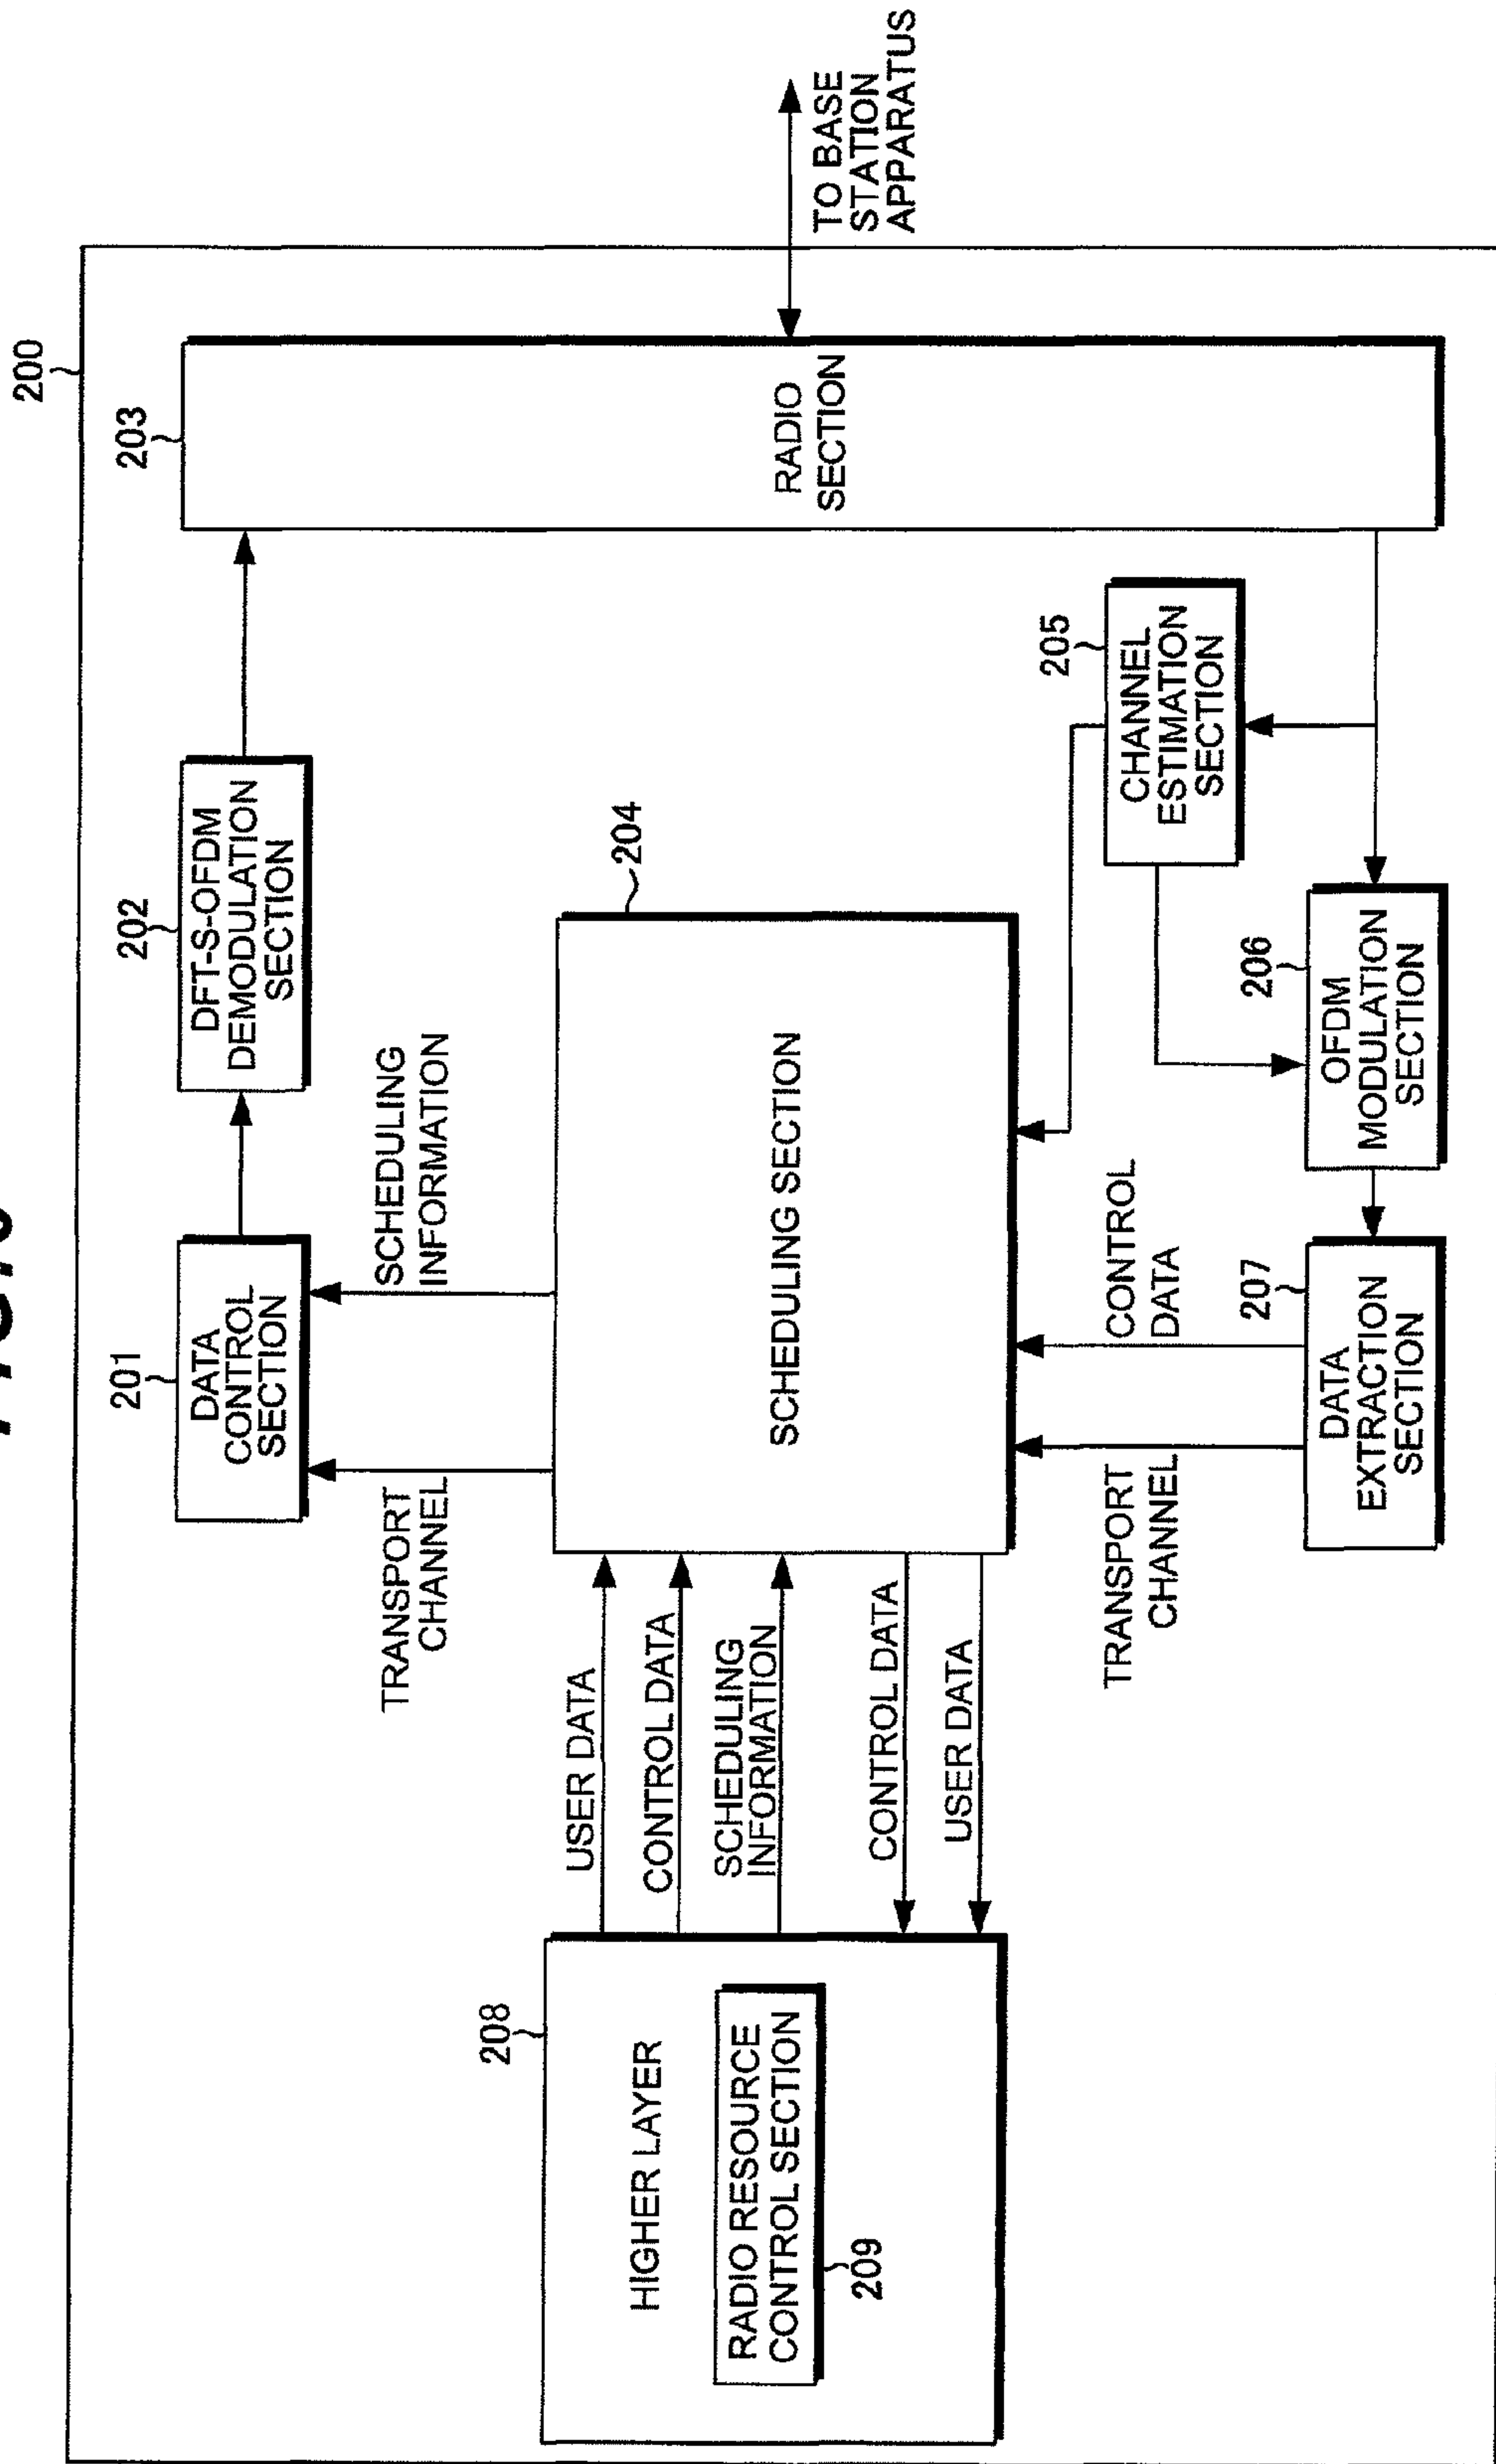 200
203
RADIO
SECTION
TO BASE
STATION
APPARATUS
202
DFT-S-OFDM
DEMODULATION
SECTION
201
DATA
CONTROL
SECTION
TRANSPORT
CHANNEL
SCHEDULING
INFORMATION
204
SCHEDULING SECTION
208
HIGHER LAYER
RADIO RESOURCE
CONTROL SECTION
209
USER DATA
CONTROL DATA
SCHEDULING
INFORMATION
CONTROL DATA
USER DATA
205
CHANNEL
ESTIMATION
SECTION
206
OFDM
MODULATION
SECTION
207
DATA
EXTRACTION
SECTION
TRANSPORT
CHANNEL
CONTROL
DATA